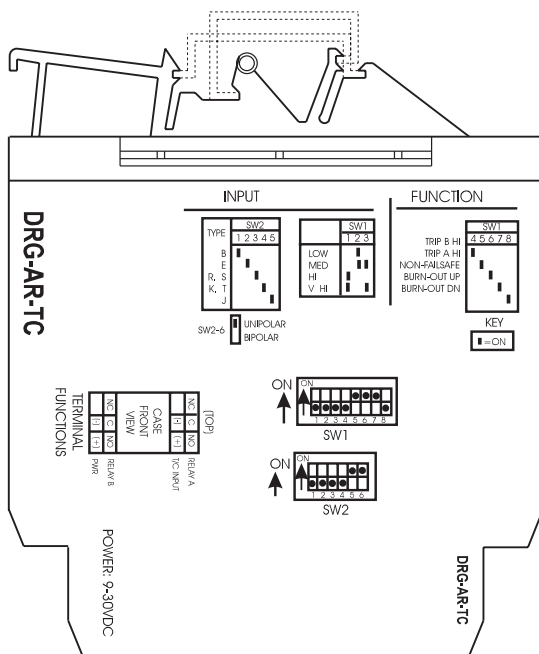 INPUT
FUNCTION
DRG-AR-TC
TYPE
SW2
1 2 3 4 5
B
E
R, S
K, T
J
SW2-6
UNIPOLAR
BIPOLAR
SW1
1 2 3
LOW
MED
HI
V HI
SW1
4 5 6 7 8
TRIP B HI
TRIP A HI
NON-FAILSAFE
BURN-OUT UP
BURN-OUT DN
KEY
=ON
ON
ON
1 2 3 4 5 6 7 8
SW1
ON
ON
1 2 3 4 5 6
SW2
TERMINAL
FUNCTIONS
(TOP)
NC C NO
(-) (+)
CASE
FRONT
VIEW
NC C NO
(-) (+)
RELAY A
T/C INPUT
RELAY B
PWR
POWER: 9-30VDC
DRG-AR-TC